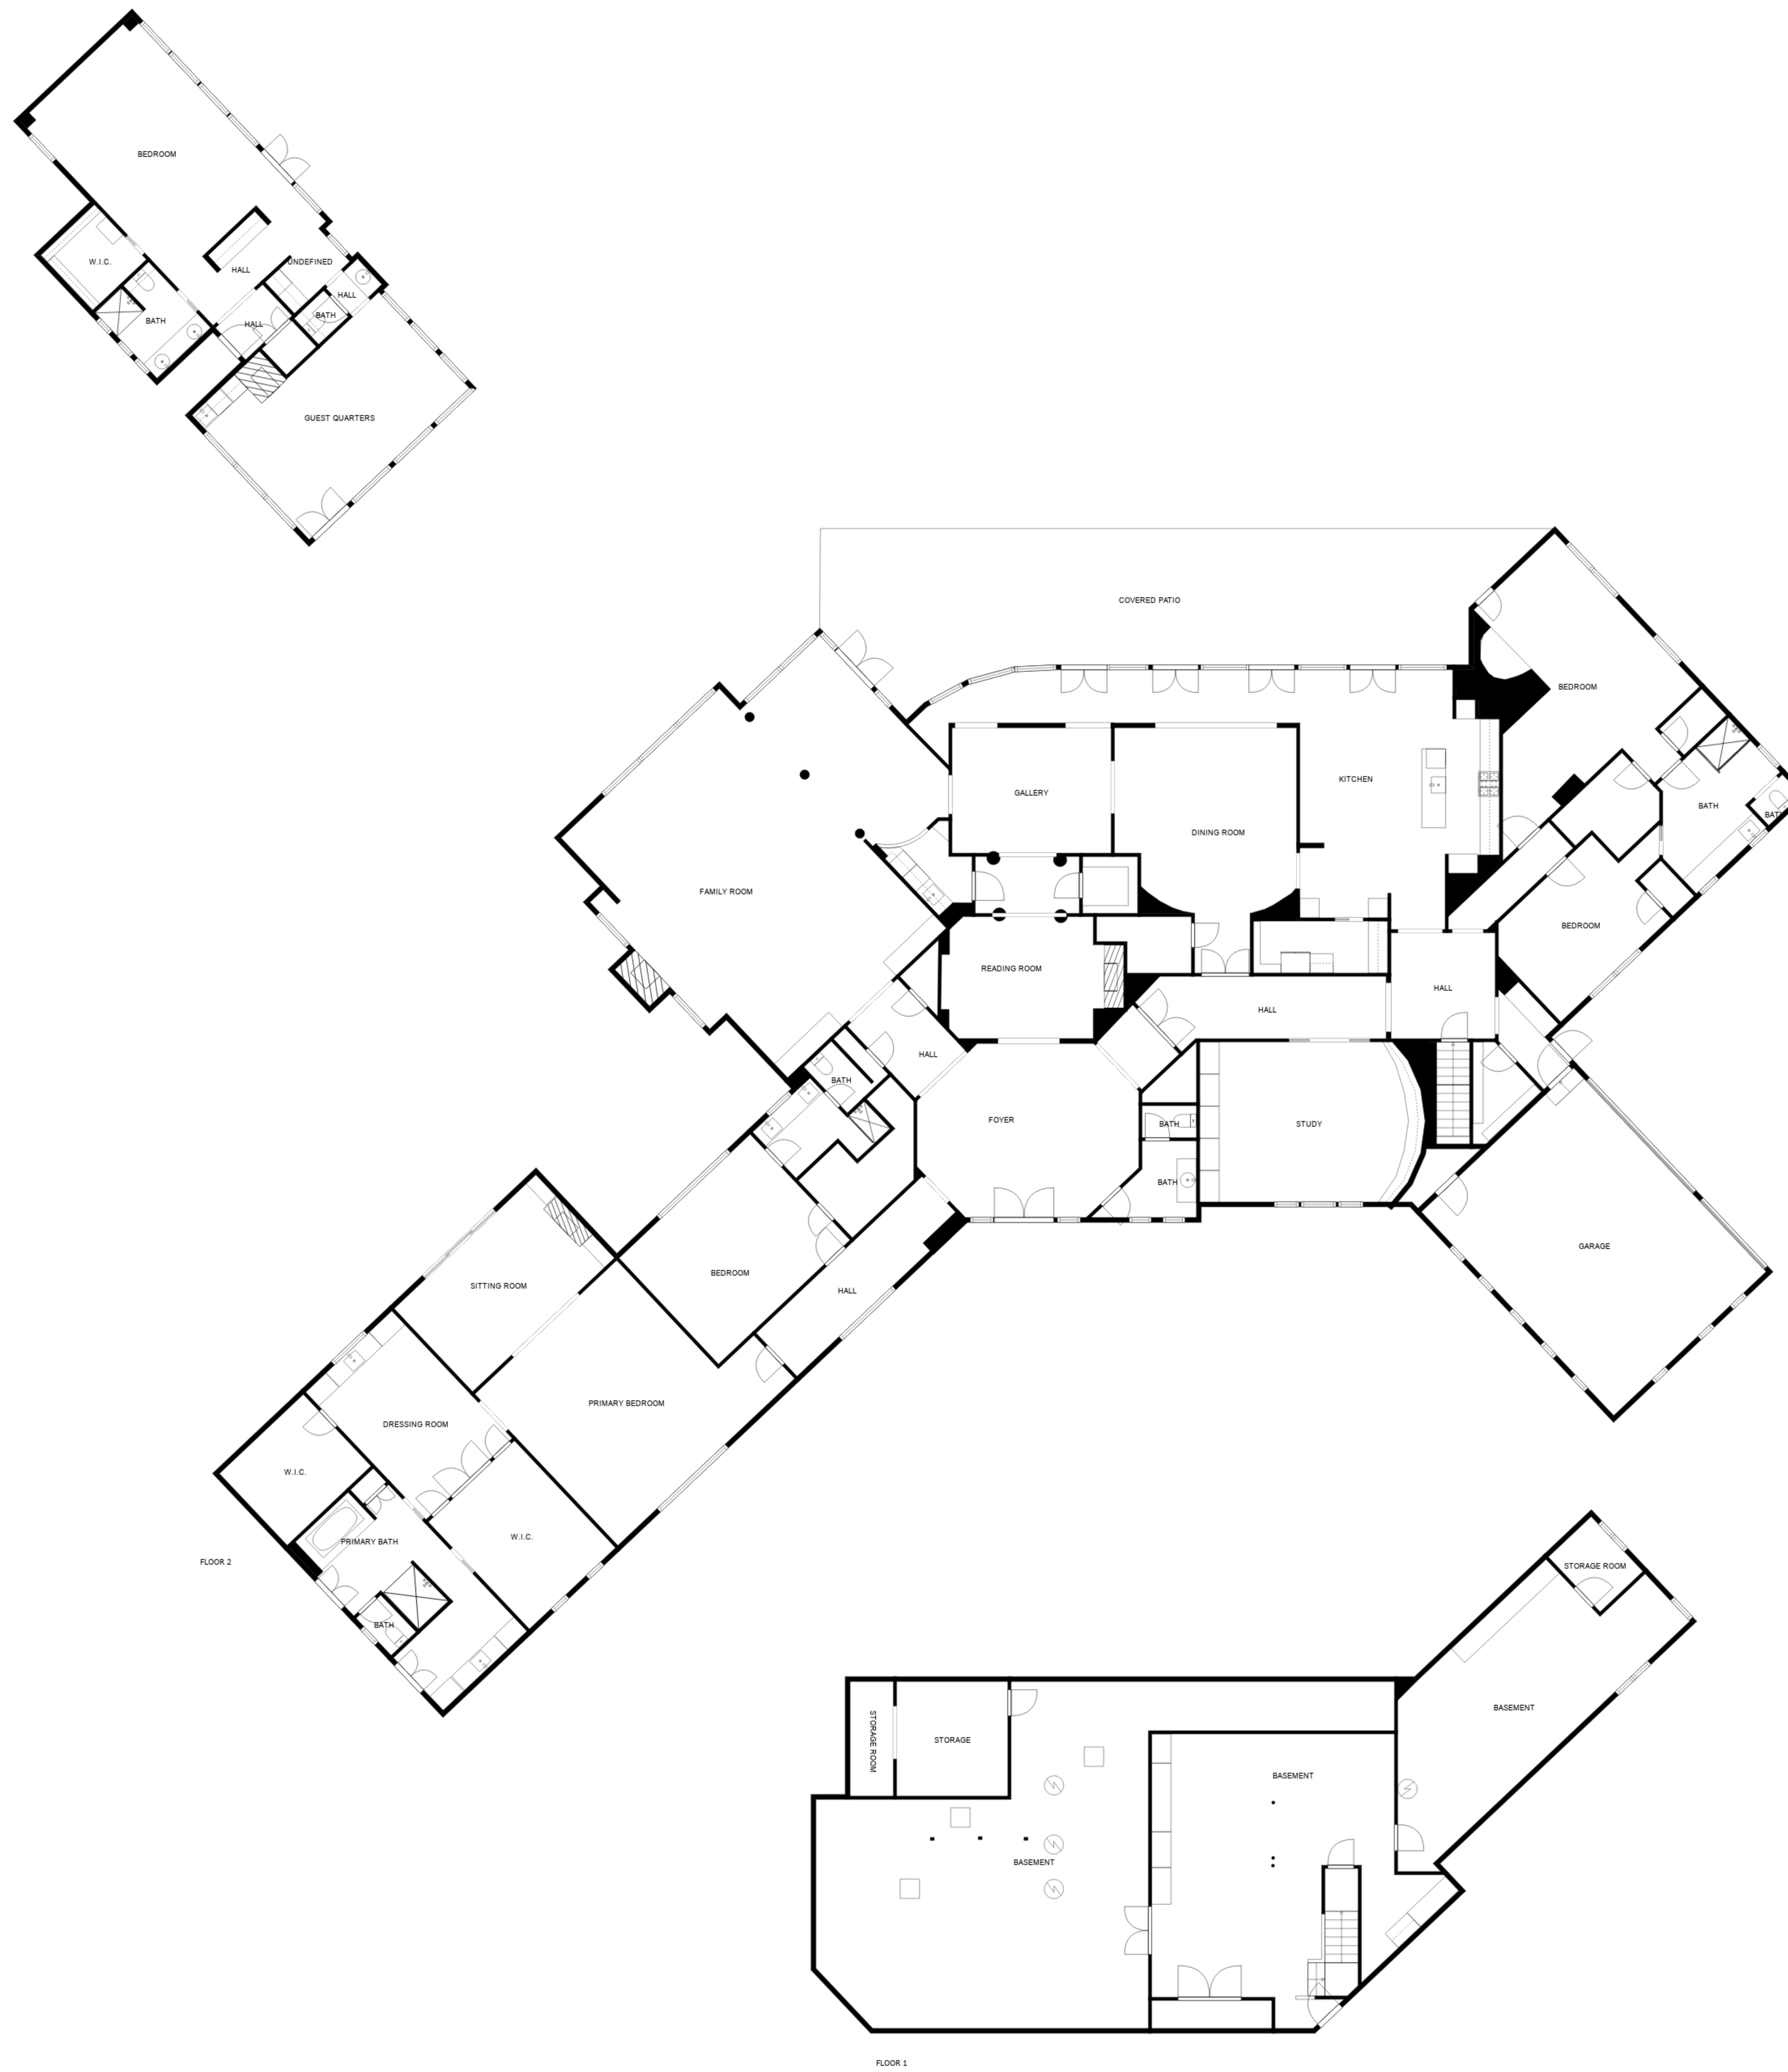 BEDROOM
W.I.C.
HALL
UNDEFINED
HALL
BATH
HALL
BATH
GUEST QUARTERS
COVERED PATIO
BEDROOM
KITCHEN
GALLERY
BATH
BATH
DINING ROOM
FAMILY ROOM
BEDROOM
READING ROOM
HALL
HALL
HALL
BATH
FOYER
BATH
STUDY
BATH
GARAGE
BEDROOM
SITTING ROOM
HALL
PRIMARY BEDROOM
DRESSING ROOM
W.I.C.
W.I.C.
PRIMARY BATH
FLOOR 2
BATH
STORAGE ROOM
BASEMENT
STORAGE ROOM
STORAGE
BASEMENT
BASEMENT
FLOOR 1